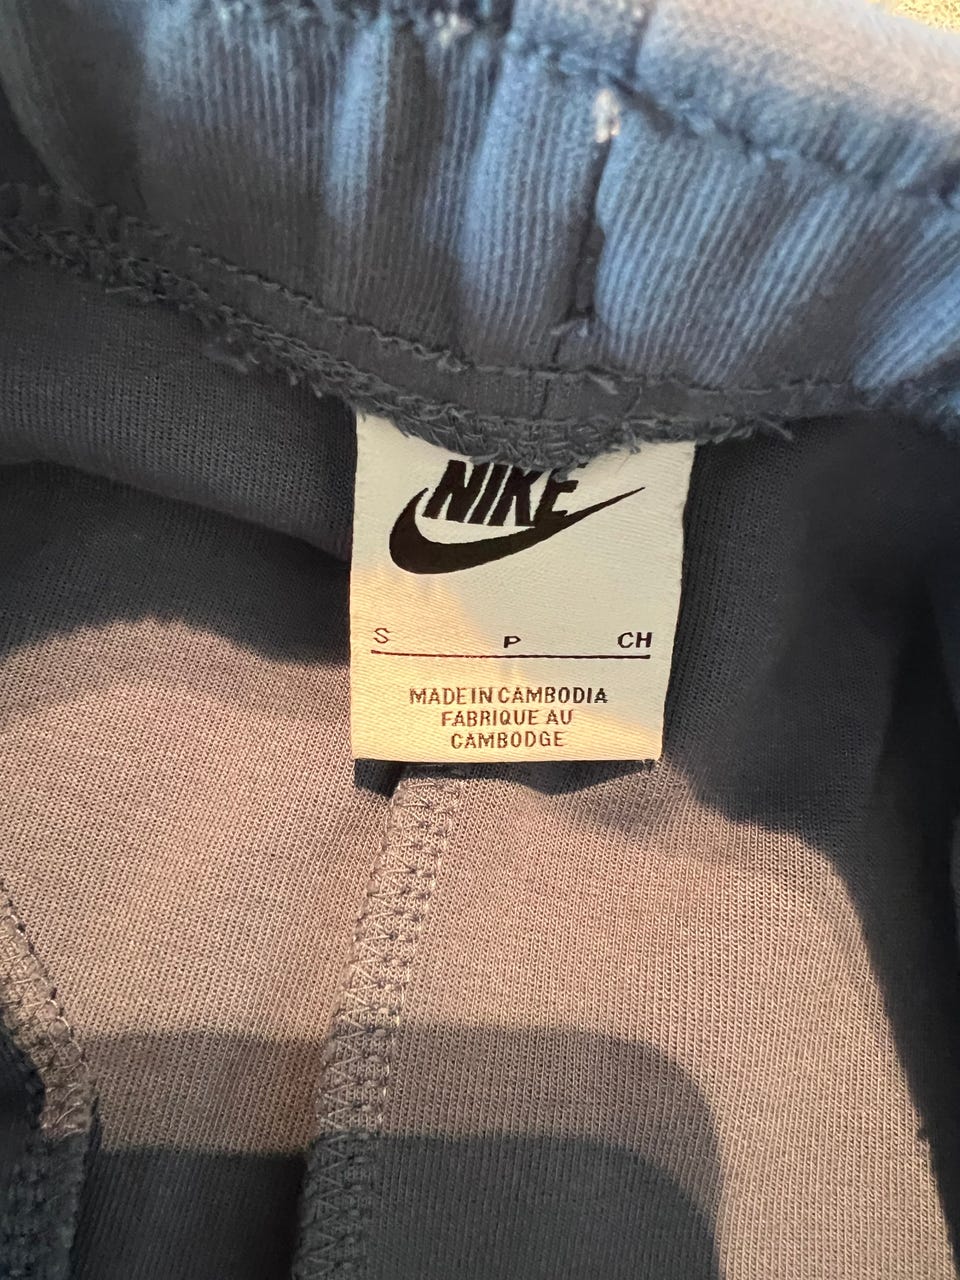 NIKE
S P CH
MADE IN CAMBODIA
FABRIQUE AU
CAMBODGE